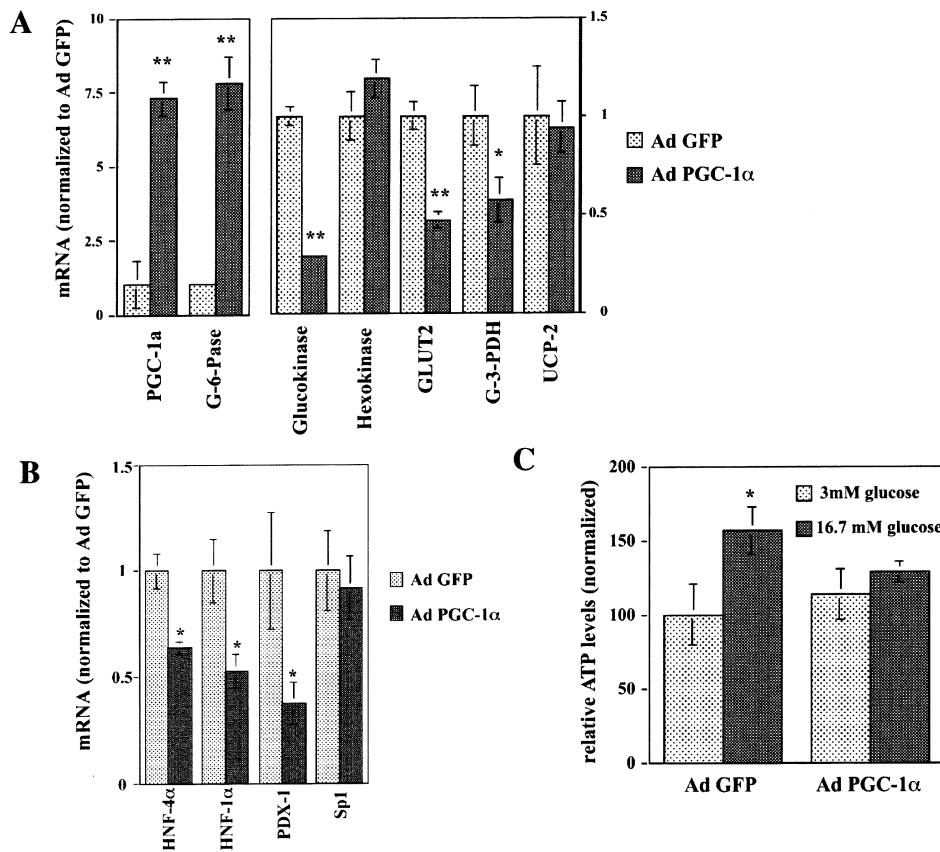 A
mRNA (normalized to Ad GFP)
10
7.5
5
2.5
0
**
**
PGC-1a
G-6-Pase
**
**
*
1.5
1
0.5
0
Glucokinase
Hexokinase
GLUT2
G-3-PDH
UCP-2
Ad GFP
Ad PGC-1α
B
mRNA (normalized to Ad GFP)
1.5
1
0.5
0
*
*
*
HNF-4α
HNF-1α
PDX-1
Sp1
Ad GFP
Ad PGC-1α
C
relative ATP levels (normalized)
200
150
100
50
0
*
3mM glucose
16.7 mM glucose
Ad GFP
Ad PGC-1α